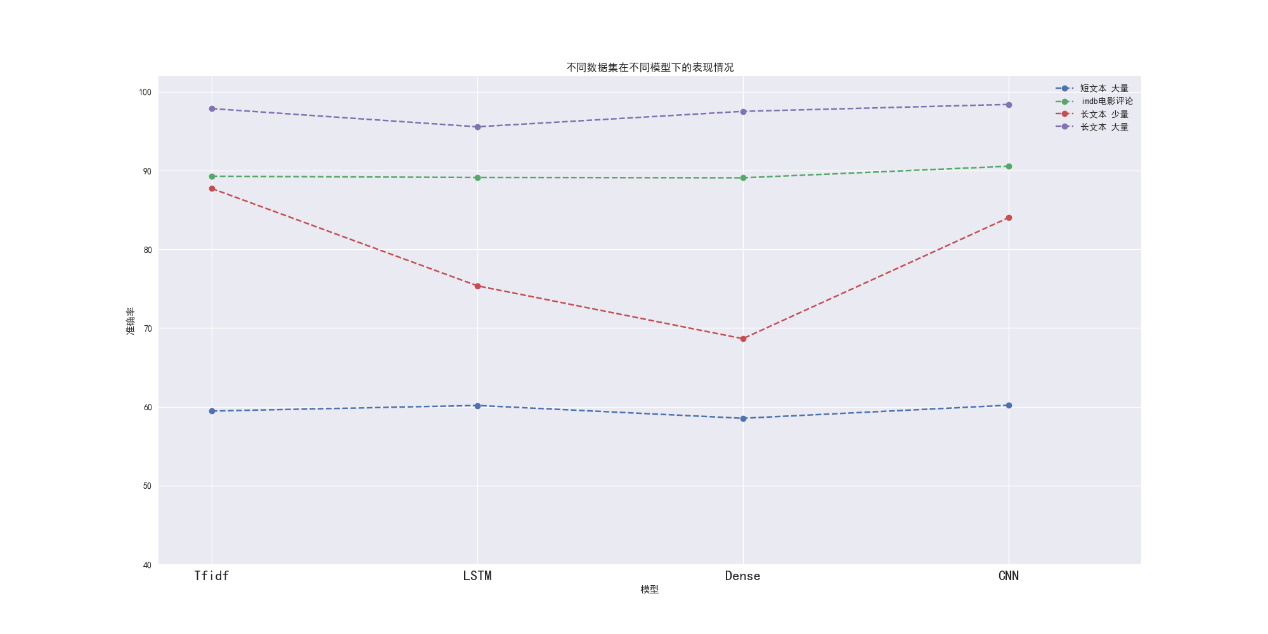 不同数据集在不同模型下的表现情况
短文本 大量
imdb电影评论
长文本 少量
长文本 大量
100
90
80
70
60
50
40
准确率
Tfidf
LSTM
Dense
CNN
模型